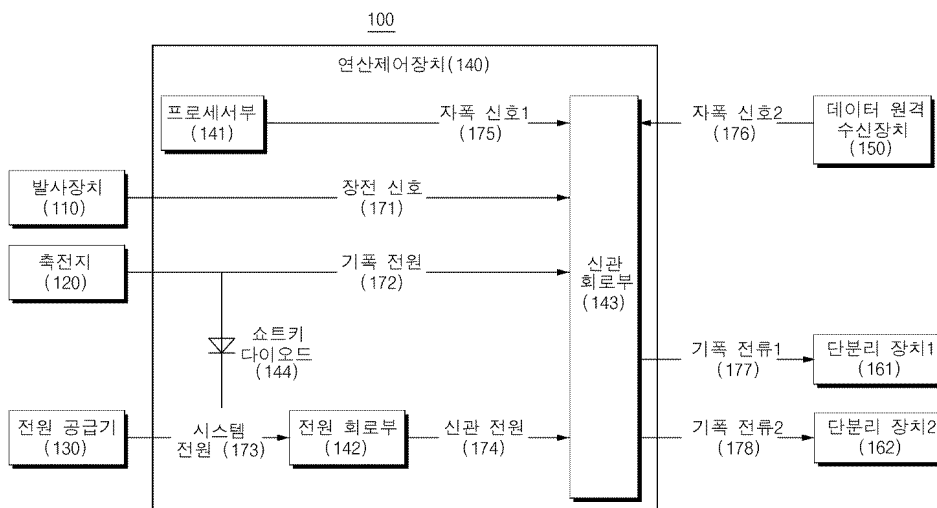 100
연산제어장치(140)
프로세서부
(141)
자폭 신호1
(175)
자폭 신호2
(176)
데이터 원격
수신장치
(150)
발사장치
(110)
장전 신호
(171)
축전지
(120)
기폭 전원
(172)
신관
회로부
(143)
쇼트키
다이오드
(144)
기폭 전류1
(177)
단분리 장치1
(161)
전원 공급기
(130)
시스템
전원 (173)
전원 회로부
(142)
신관 전원
(174)
기폭 전류2
(178)
단분리 장치2
(162)